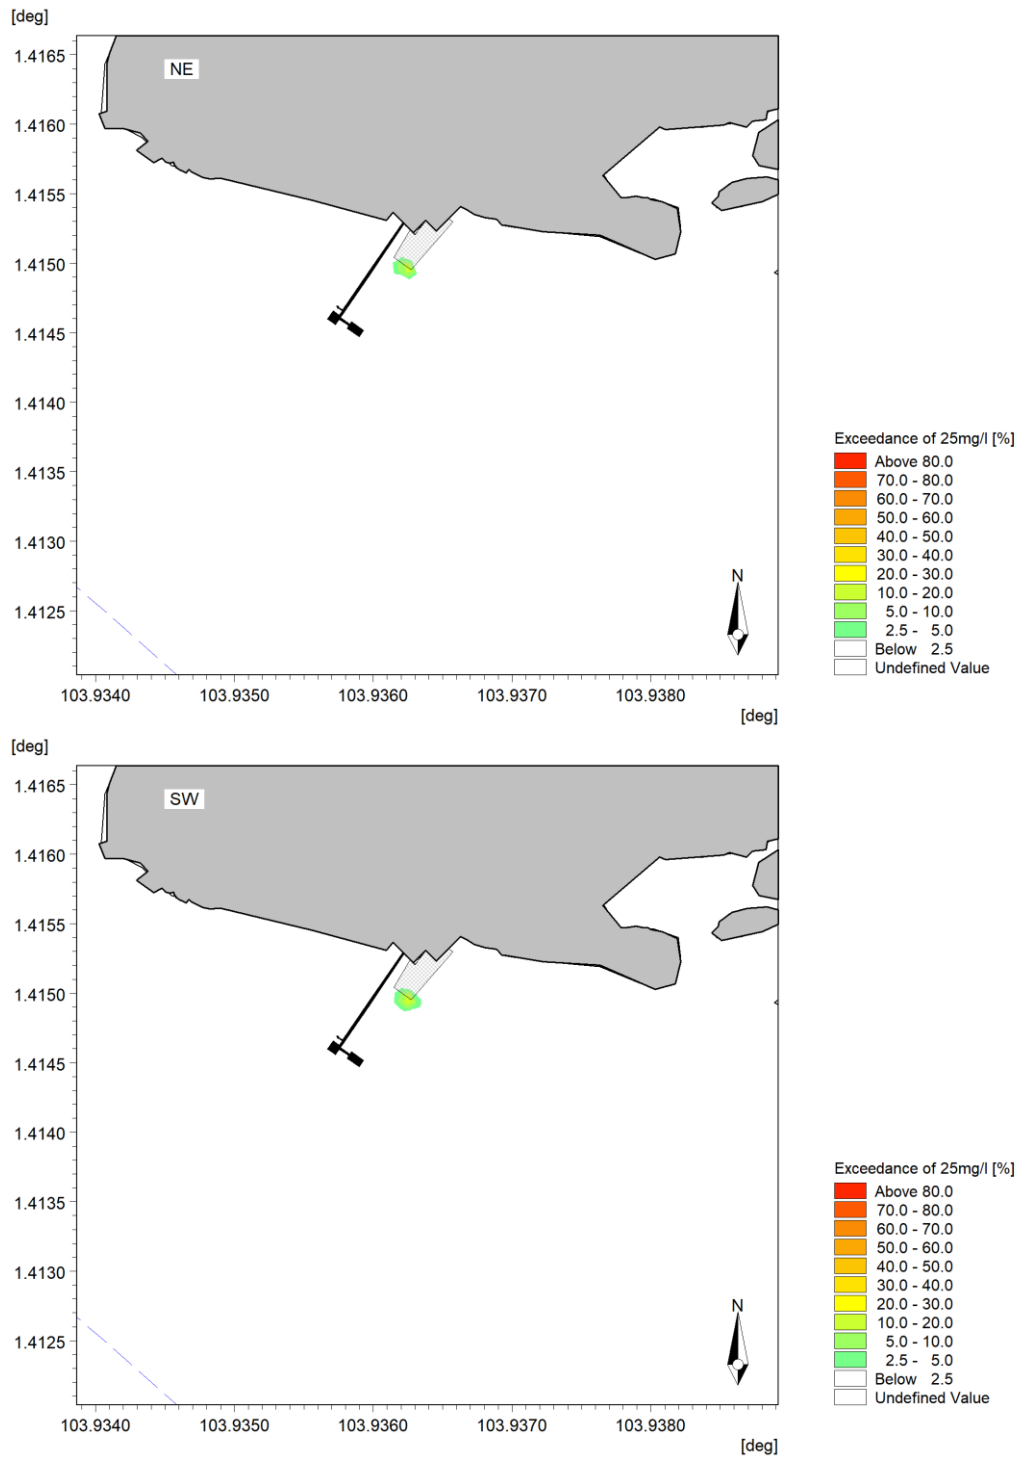 [deg]
1.4165
NE
1.4160
1.4155
1.4150
1.4145
1.4140
Exceedance of 25mg/l [%]
Above 80.0
1.4135
70.0 - 80.0
60.0 - 70.0
50.0 - 60.0
1.4130
40.0 - 50.0
30.0 - 40.0
N
20.0 - 30.0
10.0 - 20.0
1.4125
5.0 - 10.0
2.5 - 5.0
Below 2.5
Undefined Value
103.9340 103.9350 103.9360 103.9370 103.9380
[deg]
[deg]
1.4165
SW
1.4160
1.4155
1.4150
1.4145
1.4140
Exceedance of 25mg/l [%]
Above 80.0
1.4135
70.0 - 80.0
60.0 - 70.0
50.0 - 60.0
1.4130
40.0 - 50.0
30.0 - 40.0
N
20.0 - 30.0
10.0 - 20.0
1.4125
5.0 - 10.0
2.5 - 5.0
Below 2.5
Undefined Value
103.9340 103.9350 103.9360 103.9370 103.9380
[deg]